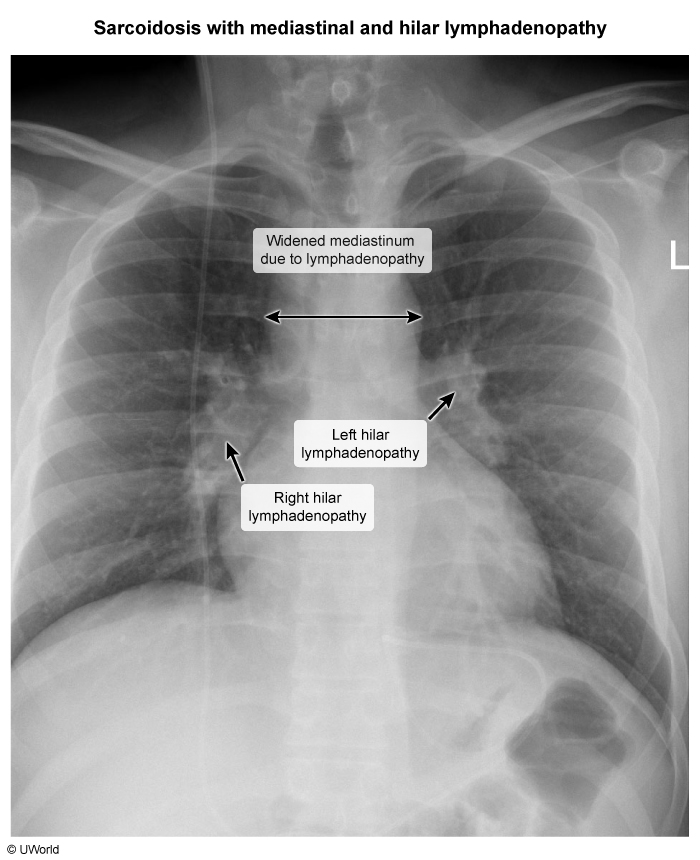 Sarcoidosis with mediastinal and hilar lymphadenopathy
Widened mediastinum
due to lymphadenopathy
L
Left hilar
lymphadenopathy
Right hilar
lymphadenopathy
© UWorld